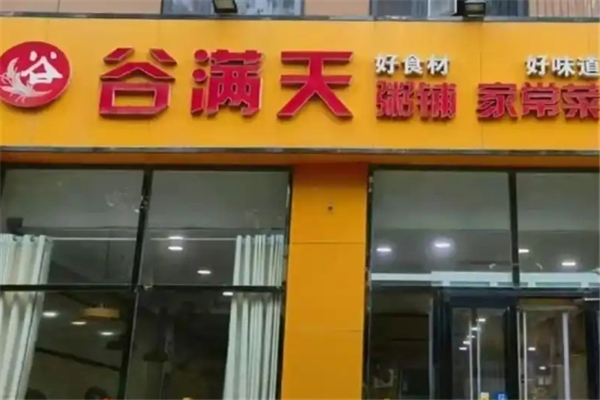 谷
谷满天
好食材 好味道
粥铺 家常菜